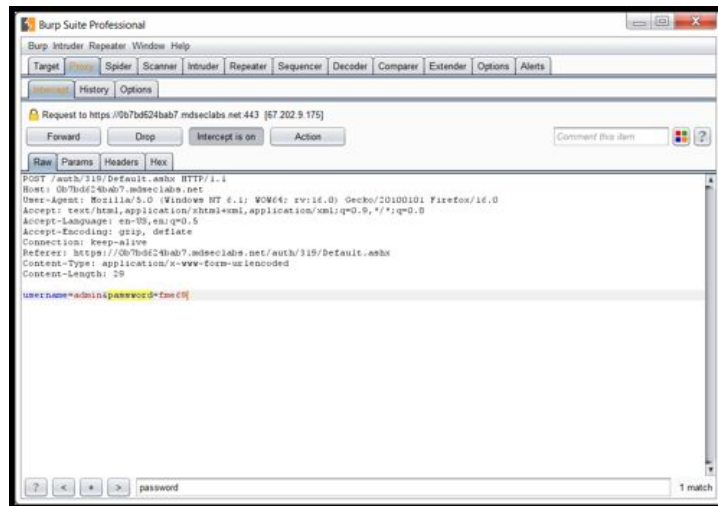 Burp Suite Professional
Burp Intruder Repeater Window Help
Target Proxy Spider Scanner Intruder Repeater Sequencer Decoder Comparer Extender Options Alerts
Intercept History Options
Request to https://0b7bd624bab7.mdseclabs.net:443 [67.202.9.175]
Forward Drop Intercept is on Action Comment this item ?
Raw Params Headers Hex
POST /auth/319/Default.ashx HTTP/1.1
Host: 0b7bd624bab7.mdseclabs.net
User-Agent: Mozilla/5.0 (Windows NT 6.1; WOW64; rv:16.0) Gecko/20100101 Firefox/16.0
Accept: text/html,application/xhtml+xml,application/xml;q=0.9,*/*;q=0.8
Accept-Language: en-US,en;q=0.5
Accept-Encoding: gzip, deflate
Connection: keep-alive
Referer: https://0b7bd624bab7.mdseclabs.net/auth/319/Default.ashx
Content-Type: application/x-www-form-urlencoded
Content-Length: 29
username=admin&password=fme69
? < + > password 1 match